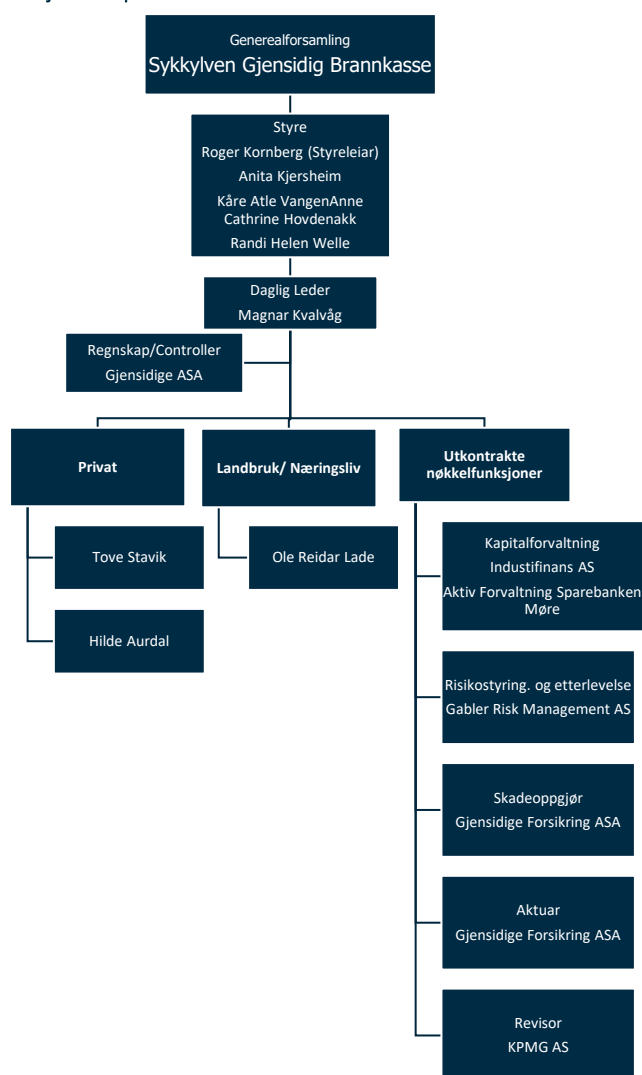 Generealforsamling
Sykkylven Gjensidig Brannkasse
Styre
Roger Kornberg (Styreleiar)
Anita Kjersheim
Kåre Atle VangenAnne
Cathrine Hovdenakk
Randi Helen Welle
Daglig Leder
Magnar Kvalvåg
Regnskap/Controller
Gjensidige ASA
Privat
Landbruk/ Næringsliv
Utkontrakte
nøkkelfunksjoner
Tove Stavik
Ole Reidar Lade
Hilde Aurdal
Kapitalforvaltning
Industifinans AS
Aktiv Forvaltning Sparebanken
Møre
Risikostyring. og etterlevelse
Gabler Risk Management AS
Skadeoppgjør
Gjensidige Forsikring ASA
Aktuar
Gjensidige Forsikring ASA
Revisor
KPMG AS